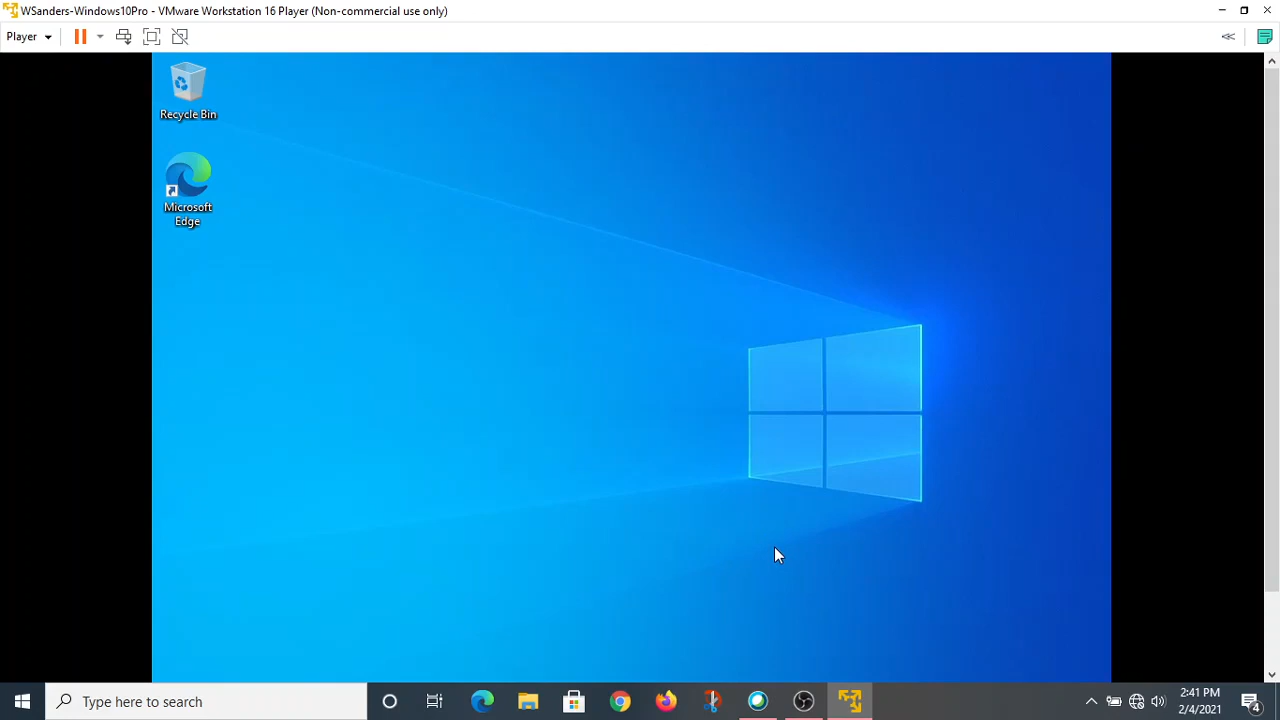 WSanders-Windows10Pro - VMware Workstation 16 Player (Non-commercial use only)
Player
Recycle Bin
Microsoft
Edge
Type here to search
2:41 PM
2/4/2021
4